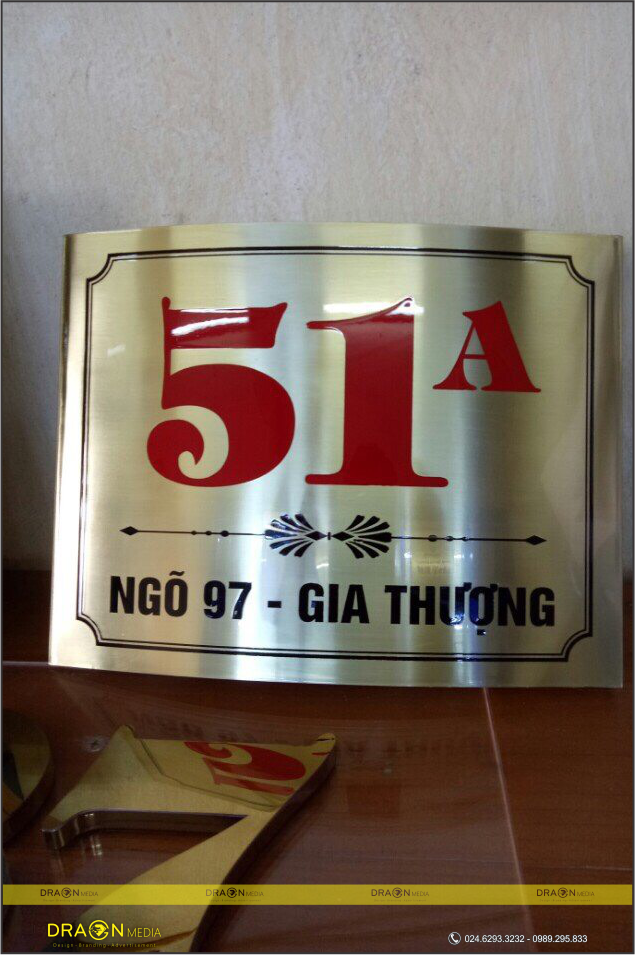 51A
NGÕ 97 - GIA THƯỢNG
DRAGON MEDIA DRAGON MEDIA DRAGON MEDIA DRAGON MEDIA
DRAGON MEDIA
Design - Branding - Advertisement
024.6293.3232 - 0989.295.833